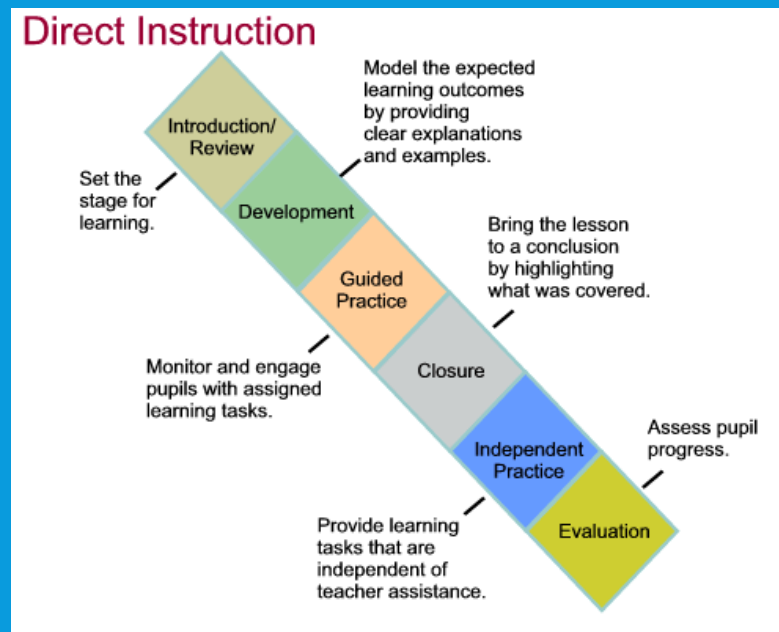 Direct Instruction
Introduction/
Review
Set the
stage for
learning.
Model the expected
learning outcomes
by providing
clear explanations
and examples.
Development
Guided
Practice
Monitor and engage
pupils with assigned
learning tasks.
Bring the lesson
to a conclusion
by highlighting
what was covered.
Closure
Independent
Practice
Provide learning
tasks that are
independent of
teacher assistance.
Assess pupil
progress.
Evaluation